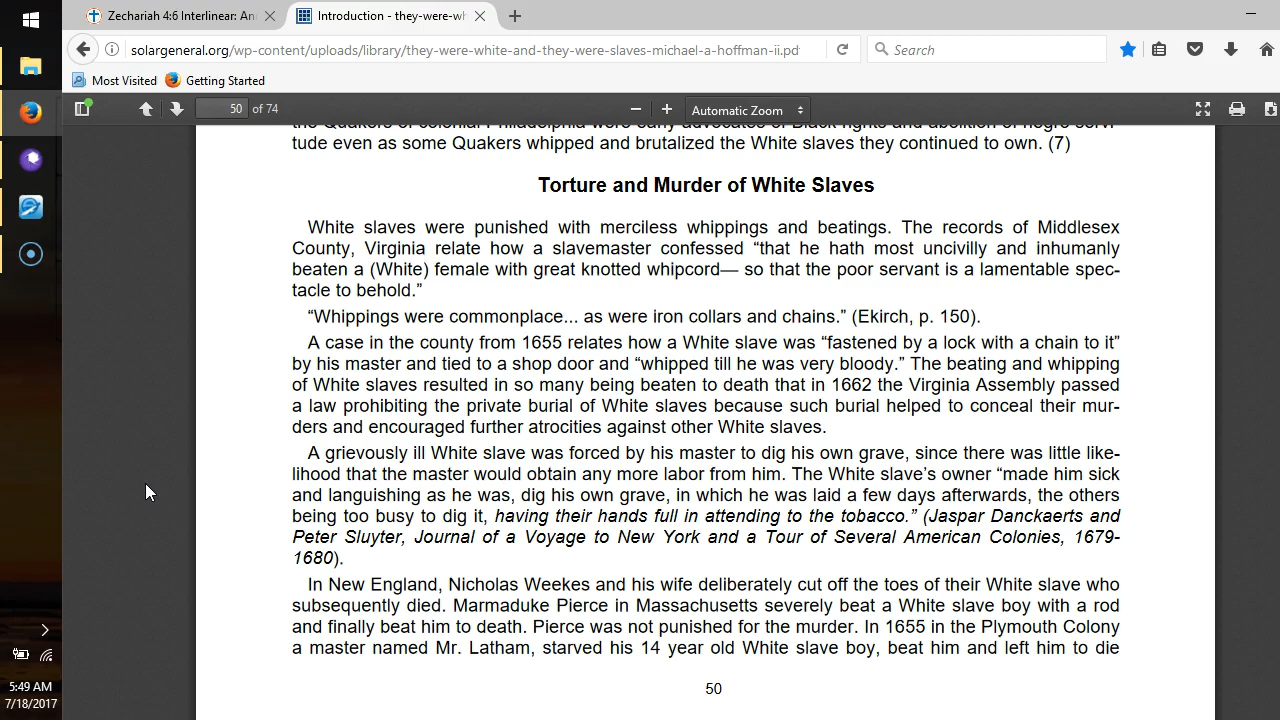 Zechariah 4:6 Interlinear: An
Introduction - they-were-wh
solargeneral.org/wp-content/uploads/library/they-were-white-and-they-were-slaves-michael-a-hoffman-ii.pd
Search
Most Visited
Getting Started
50 of 74
Automatic Zoom
the Quakers of colonial Philadelphia were early advocates of Black rights and abolition of negro servi-
tude even as some Quakers whipped and brutalized the White slaves they continued to own. (7)
Torture and Murder of White Slaves
White slaves were punished with merciless whippings and beatings. The records of Middlesex
County, Virginia relate how a slavemaster confessed “that he hath most uncivilly and inhumanly
beaten a (White) female with great knotted whipcord— so that the poor servant is a lamentable spec-
tacle to behold.”
“Whippings were commonplace... as were iron collars and chains.” (Ekirch, p. 150).
A case in the county from 1655 relates how a White slave was “fastened by a lock with a chain to it”
by his master and tied to a shop door and “whipped till he was very bloody.” The beating and whipping
of White slaves resulted in so many being beaten to death that in 1662 the Virginia Assembly passed
a law prohibiting the private burial of White slaves because such burial helped to conceal their mur-
ders and encouraged further atrocities against other White slaves.
A grievously ill White slave was forced by his master to dig his own grave, since there was little like-
lihood that the master would obtain any more labor from him. The White slave’s owner “made him sick
and languishing as he was, dig his own grave, in which he was laid a few days afterwards, the others
being too busy to dig it, having their hands full in attending to the tobacco.” (Jaspar Danckaerts and
Peter Sluyter, Journal of a Voyage to New York and a Tour of Several American Colonies, 1679-
1680).
In New England, Nicholas Weekes and his wife deliberately cut off the toes of their White slave who
subsequently died. Marmaduke Pierce in Massachusetts severely beat a White slave boy with a rod
and finally beat him to death. Pierce was not punished for the murder. In 1655 in the Plymouth Colony
a master named Mr. Latham, starved his 14 year old White slave boy, beat him and left him to die
50
5:49 AM
7/18/2017